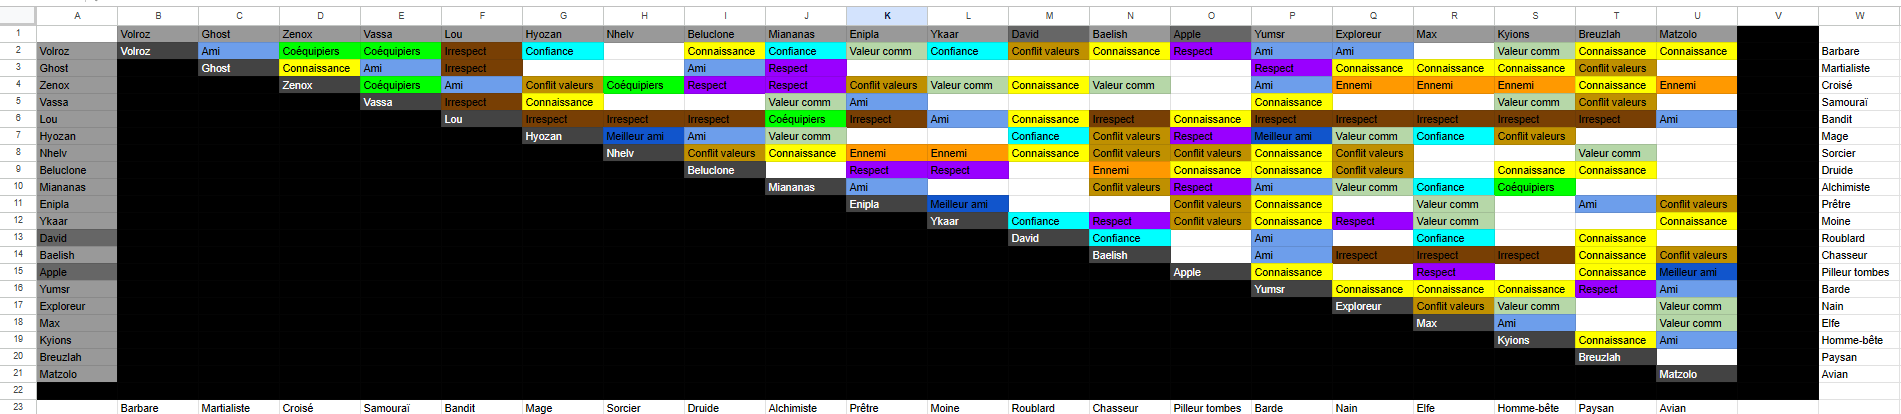 A B C D E F G H I J K L M N O P Q R S T U V W
1 Volroz Ghost Zenox Vassa Lou Hyozan Nhelv Beluclone Miananas Enipla Ykaar David Baelish Apple Yumsr Exploreur Max Kyions Breuzlah Matzolo
2 Volroz Volroz Ami Coéquipiers Coéquipiers Irrespect Confiance Connaissance Confiance Valeur comm Confiance Conflit valeurs Connaissance Respect Ami Ami Valeur comm Connaissance Connaissance Barbare
3 Ghost Ghost Connaissance Ami Irrespect Ami Respect Respect Connaissance Connaissance Connaissance Conflit valeurs Martialiste
4 Zenox Zenox Coéquipiers Ami Conflit valeurs Coéquipiers Respect Respect Conflit valeurs Valeur comm Connaissance Valeur comm Ami Ennemi Ennemi Ennemi Connaissance Ennemi Croisé
5 Vassa Vassa Irrespect Connaissance Valeur comm Ami Connaissance Valeur comm Conflit valeurs Samouraï
6 Lou Lou Irrespect Irrespect Irrespect Coéquipiers Irrespect Ami Connaissance Irrespect Connaissance Irrespect Irrespect Irrespect Irrespect Irrespect Ami Bandit
7 Hyozan Hyozan Meilleur ami Ami Valeur comm Confiance Conflit valeurs Respect Meilleur ami Valeur comm Confiance Conflit valeurs Mage
8 Nhelv Nhelv Conflit valeurs Connaissance Ennemi Ennemi Connaissance Conflit valeurs Conflit valeurs Connaissance Conflit valeurs Valeur comm Sorcier
9 Beluclone Beluclone Respect Respect Ennemi Connaissance Connaissance Conflit valeurs Connaissance Connaissance Druide
10 Miananas Miananas Ami Conflit valeurs Respect Ami Valeur comm Confiance Coéquipiers Alchimiste
11 Enipla Enipla Meilleur ami Conflit valeurs Connaissance Valeur comm Ami Conflit valeurs Prêtre
12 Ykaar Ykaar Confiance Respect Conflit valeurs Connaissance Respect Valeur comm Connaissance Moine
13 David David Confiance Ami Confiance Connaissance Roublard
14 Baelish Baelish Ami Irrespect Irrespect Irrespect Connaissance Conflit valeurs Chasseur
15 Apple Apple Connaissance Respect Connaissance Meilleur ami Pilleur tombes
16 Yumsr Yumsr Connaissance Connaissance Connaissance Respect Ami Barde
17 Exploreur Exploreur Conflit valeurs Valeur comm Valeur comm Nain
18 Max Max Ami Valeur comm Elfe
19 Kyions Kyions Connaissance Ami Homme-bête
20 Breuzlah Breuzlah Paysan
21 Matzolo Matzolo Avian
22
23 Barbare Martialiste Croisé Samouraï Bandit Mage Sorcier Druide Alchimiste Prêtre Moine Roublard Chasseur Pilleur tombes Barde Nain Elfe Homme-bête Paysan Avian